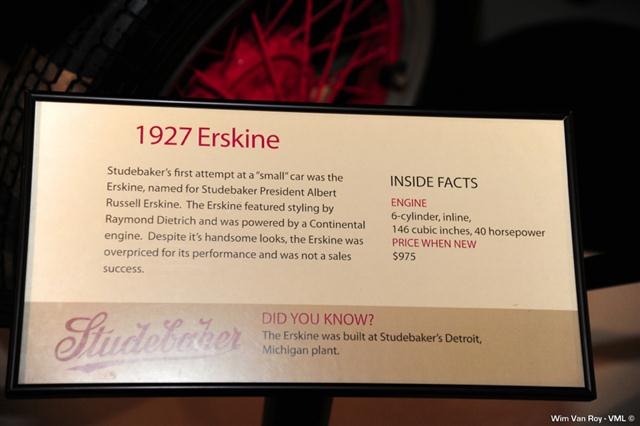 1927 Erskine
Studebaker's first attempt at a "small" car was the
Erskine, named for Studebaker President Albert
Russell Erskine. The Erskine featured styling by
Raymond Dietrich and was powered by a Continental
engine. Despite it's handsome looks, the Erskine was
overpriced for its performance and was not a sales
success.
INSIDE FACTS
ENGINE
6-cylinder, inline,
146 cubic inches, 40 horsepower
PRICE WHEN NEW
$975
Studebaker
DID YOU KNOW?
The Erskine was built at Studebaker's Detroit,
Michigan plant.
Wim Van Roy - VML ©